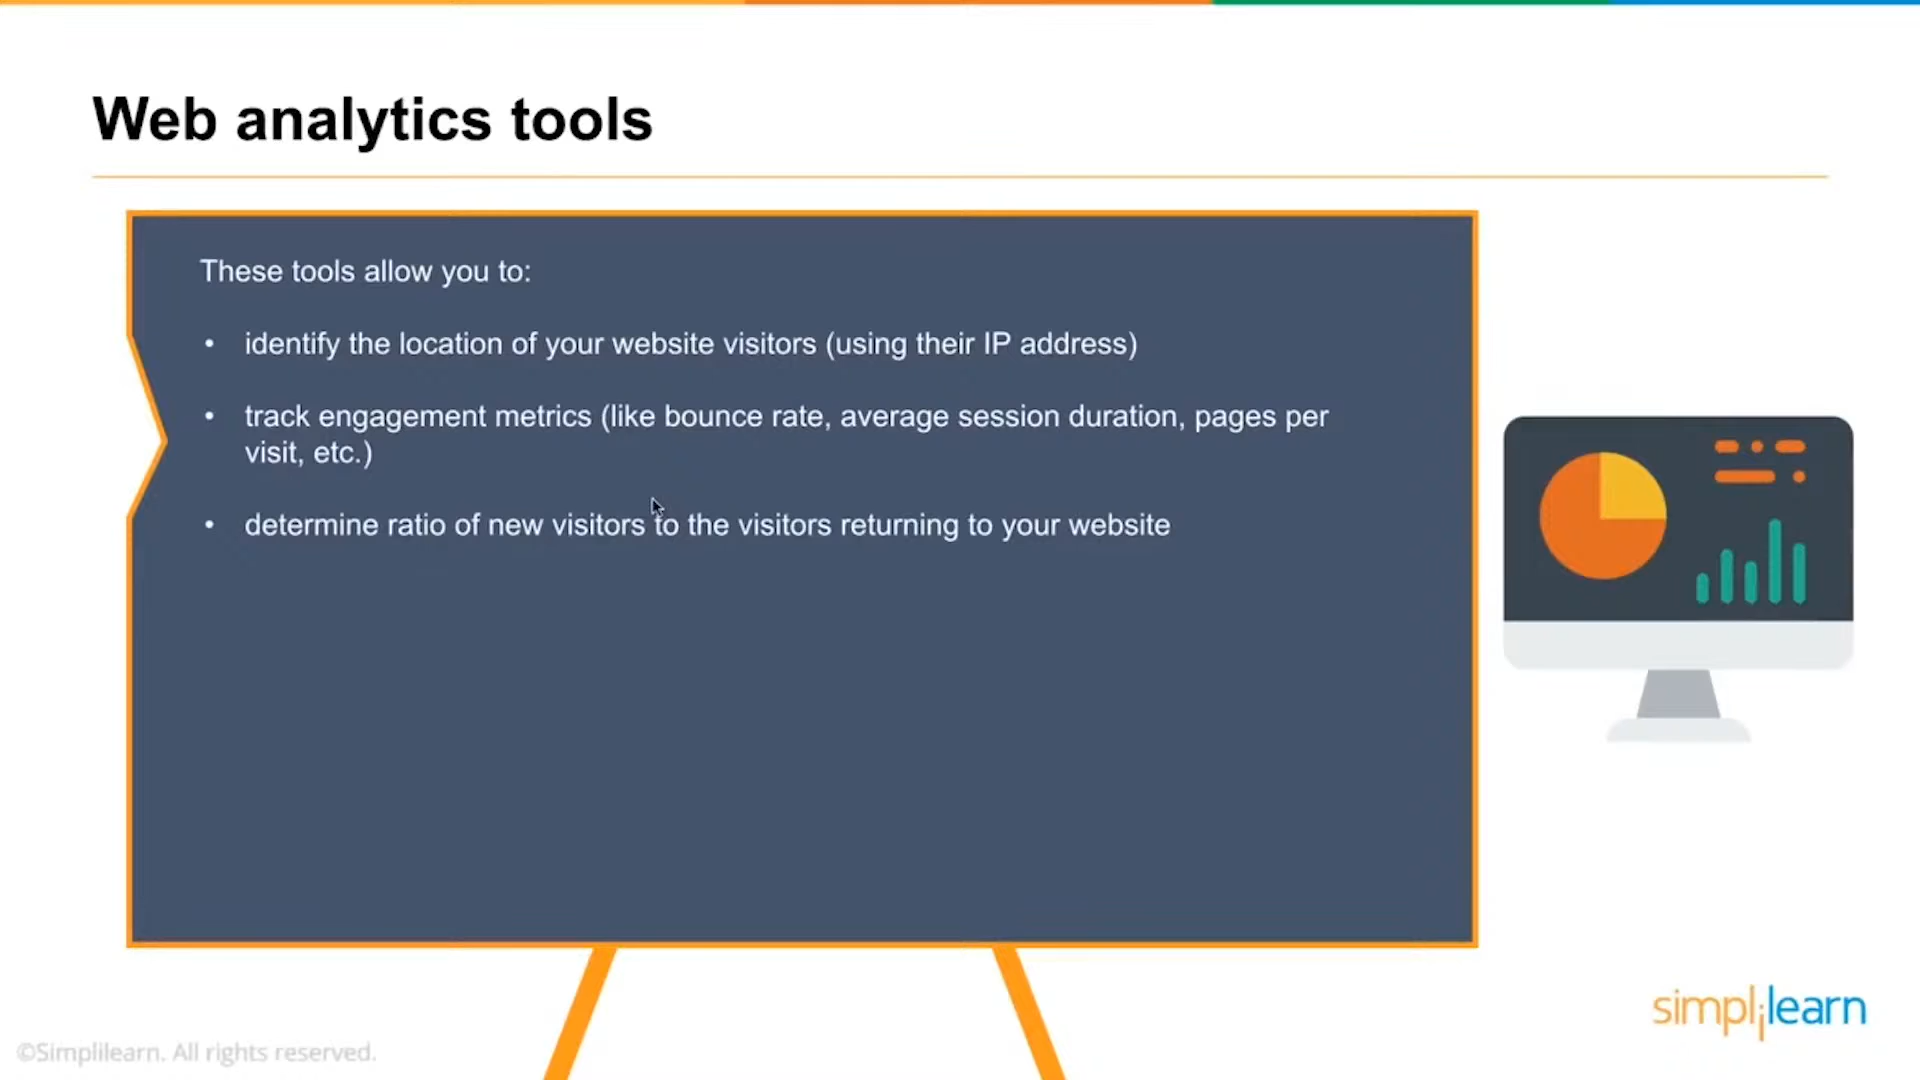 Web analytics tools
These tools allow you to:
• identify the location of your website visitors (using their IP address)
• track engagement metrics (like bounce rate, average session duration, pages per
visit, etc.)
• determine ratio of new visitors to the visitors returning to your website
simplilearn
©Simplilearn. All rights reserved.